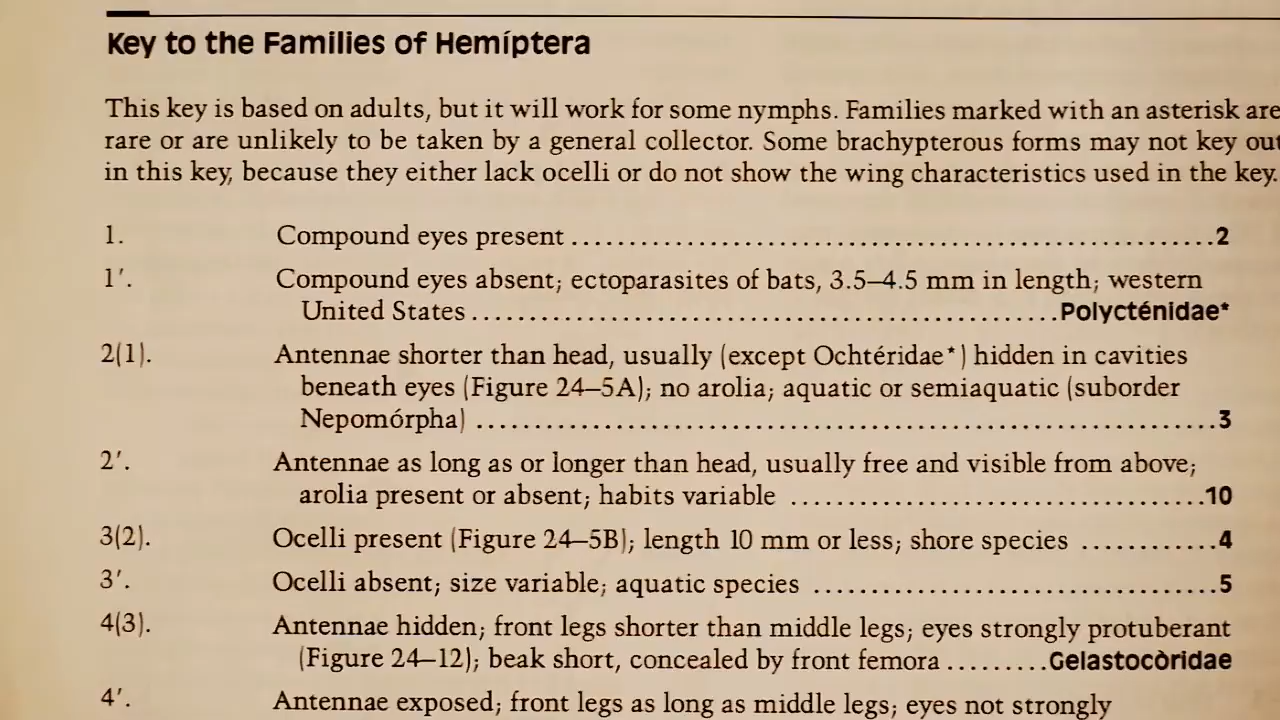 Key to the Families of Hemíptera
This key is based on adults, but it will work for some nymphs. Families marked with an asterisk are
rare or are unlikely to be taken by a general collector. Some brachypterous forms may not key out
in this key, because they either lack ocelli or do not show the wing characteristics used in the key.
1. Compound eyes present ........................................................ 2
1′. Compound eyes absent; ectoparasites of bats, 3.5–4.5 mm in length; western
United States .................................................... Polycténidae*
2(1). Antennae shorter than head, usually (except Ochtéridae*) hidden in cavities
beneath eyes (Figure 24–5A); no arolia; aquatic or semiaquatic (suborder
Nepomórpha) ................................................................ 3
2′. Antennae as long as or longer than head, usually free and visible from above;
arolia present or absent; habits variable .................................... 10
3(2). Ocelli present (Figure 24–5B); length 10 mm or less; shore species ............ 4
3′. Ocelli absent; size variable; aquatic species .................................... 5
4(3). Antennae hidden; front legs shorter than middle legs; eyes strongly protuberant
(Figure 24–12); beak short, concealed by front femora ......... Gelastocòridae
4′. Antennae exposed; front legs as long as middle legs; eyes not strongly